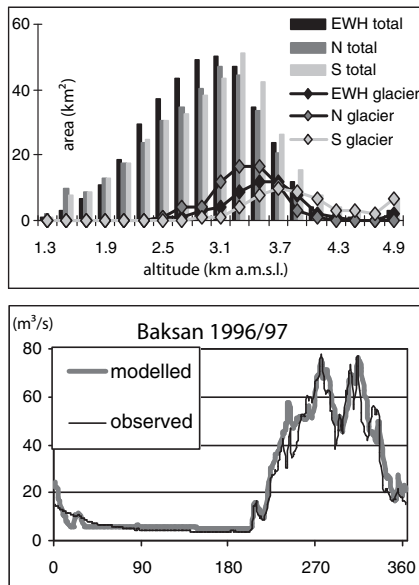 60
40
20
0
area (km²)
EWH total
N total
S total
EWH glacier
N glacier
S glacier
1.3 1.9 2.5 3.1 3.7 4.3 4.9
altitude (km a.m.s.l.)
(m³/s)
Baksan 1996/97
80
60
40
20
0
modelled
observed
0 90 180 270 360